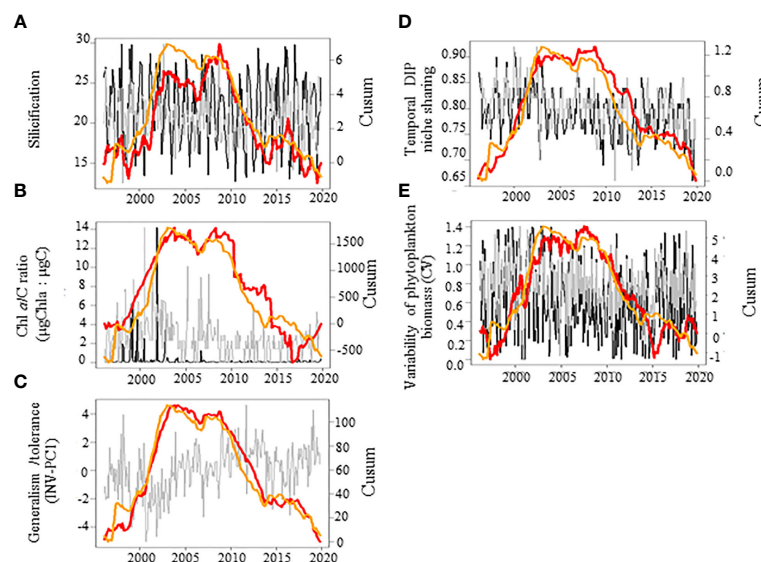 A
30
25
20
15
Silicification
6
4
2
0
Cusum
2000 2005 2010 2015 2020
B
14
12
10
8
6
4
2
0
Chl a/C ratio
(µgChla : µgC)
1500
1000
500
0
-500
Cusum
2000 2005 2010 2015 2020
C
4
2
0
-2
-4
Generalism /tolerance
(INV-PC1)
100
80
60
40
20
0
Cusum
2000 2005 2010 2015 2020
D
0.90
0.85
0.80
0.75
0.70
0.65
Temporal DIP
niche sharing
1.2
0.8
0.4
0.0
Cusum
2000 2005 2010 2015 2020
E
1.4
1.2
1.0
0.8
0.6
0.4
0.2
0.0
Variability of phytoplankton
biomass (CV)
5
4
3
2
1
0
-1
Cusum
2000 2005 2010 2015 2020